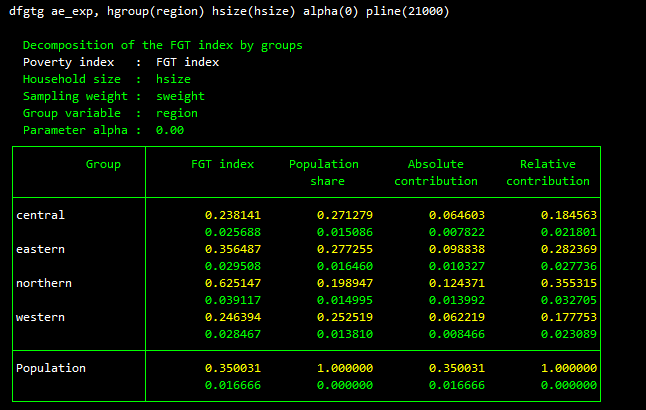 dfgtg ae_exp, hgroup(region) hsize(hsize) alpha(0) pline(21000)
Decomposition of the FGT index by groups
Poverty index   :  FGT index
Household size  :  hsize
Sampling weight :  sweight
Group variable  :  region
Parameter alpha :  0.00
Group FGT index Population Absolute Relative
share contribution contribution
central 0.238141 0.271279 0.064603 0.184563
0.025688 0.015086 0.007822 0.021801
eastern 0.356487 0.277255 0.098838 0.282369
0.029508 0.016460 0.010327 0.027736
northern 0.625147 0.198947 0.124371 0.355315
0.039117 0.014995 0.013992 0.032705
western 0.246394 0.252519 0.062219 0.177753
0.028467 0.013810 0.008466 0.023089
Population 0.350031 1.000000 0.350031 1.000000
0.016666 0.000000 0.016666 0.000000